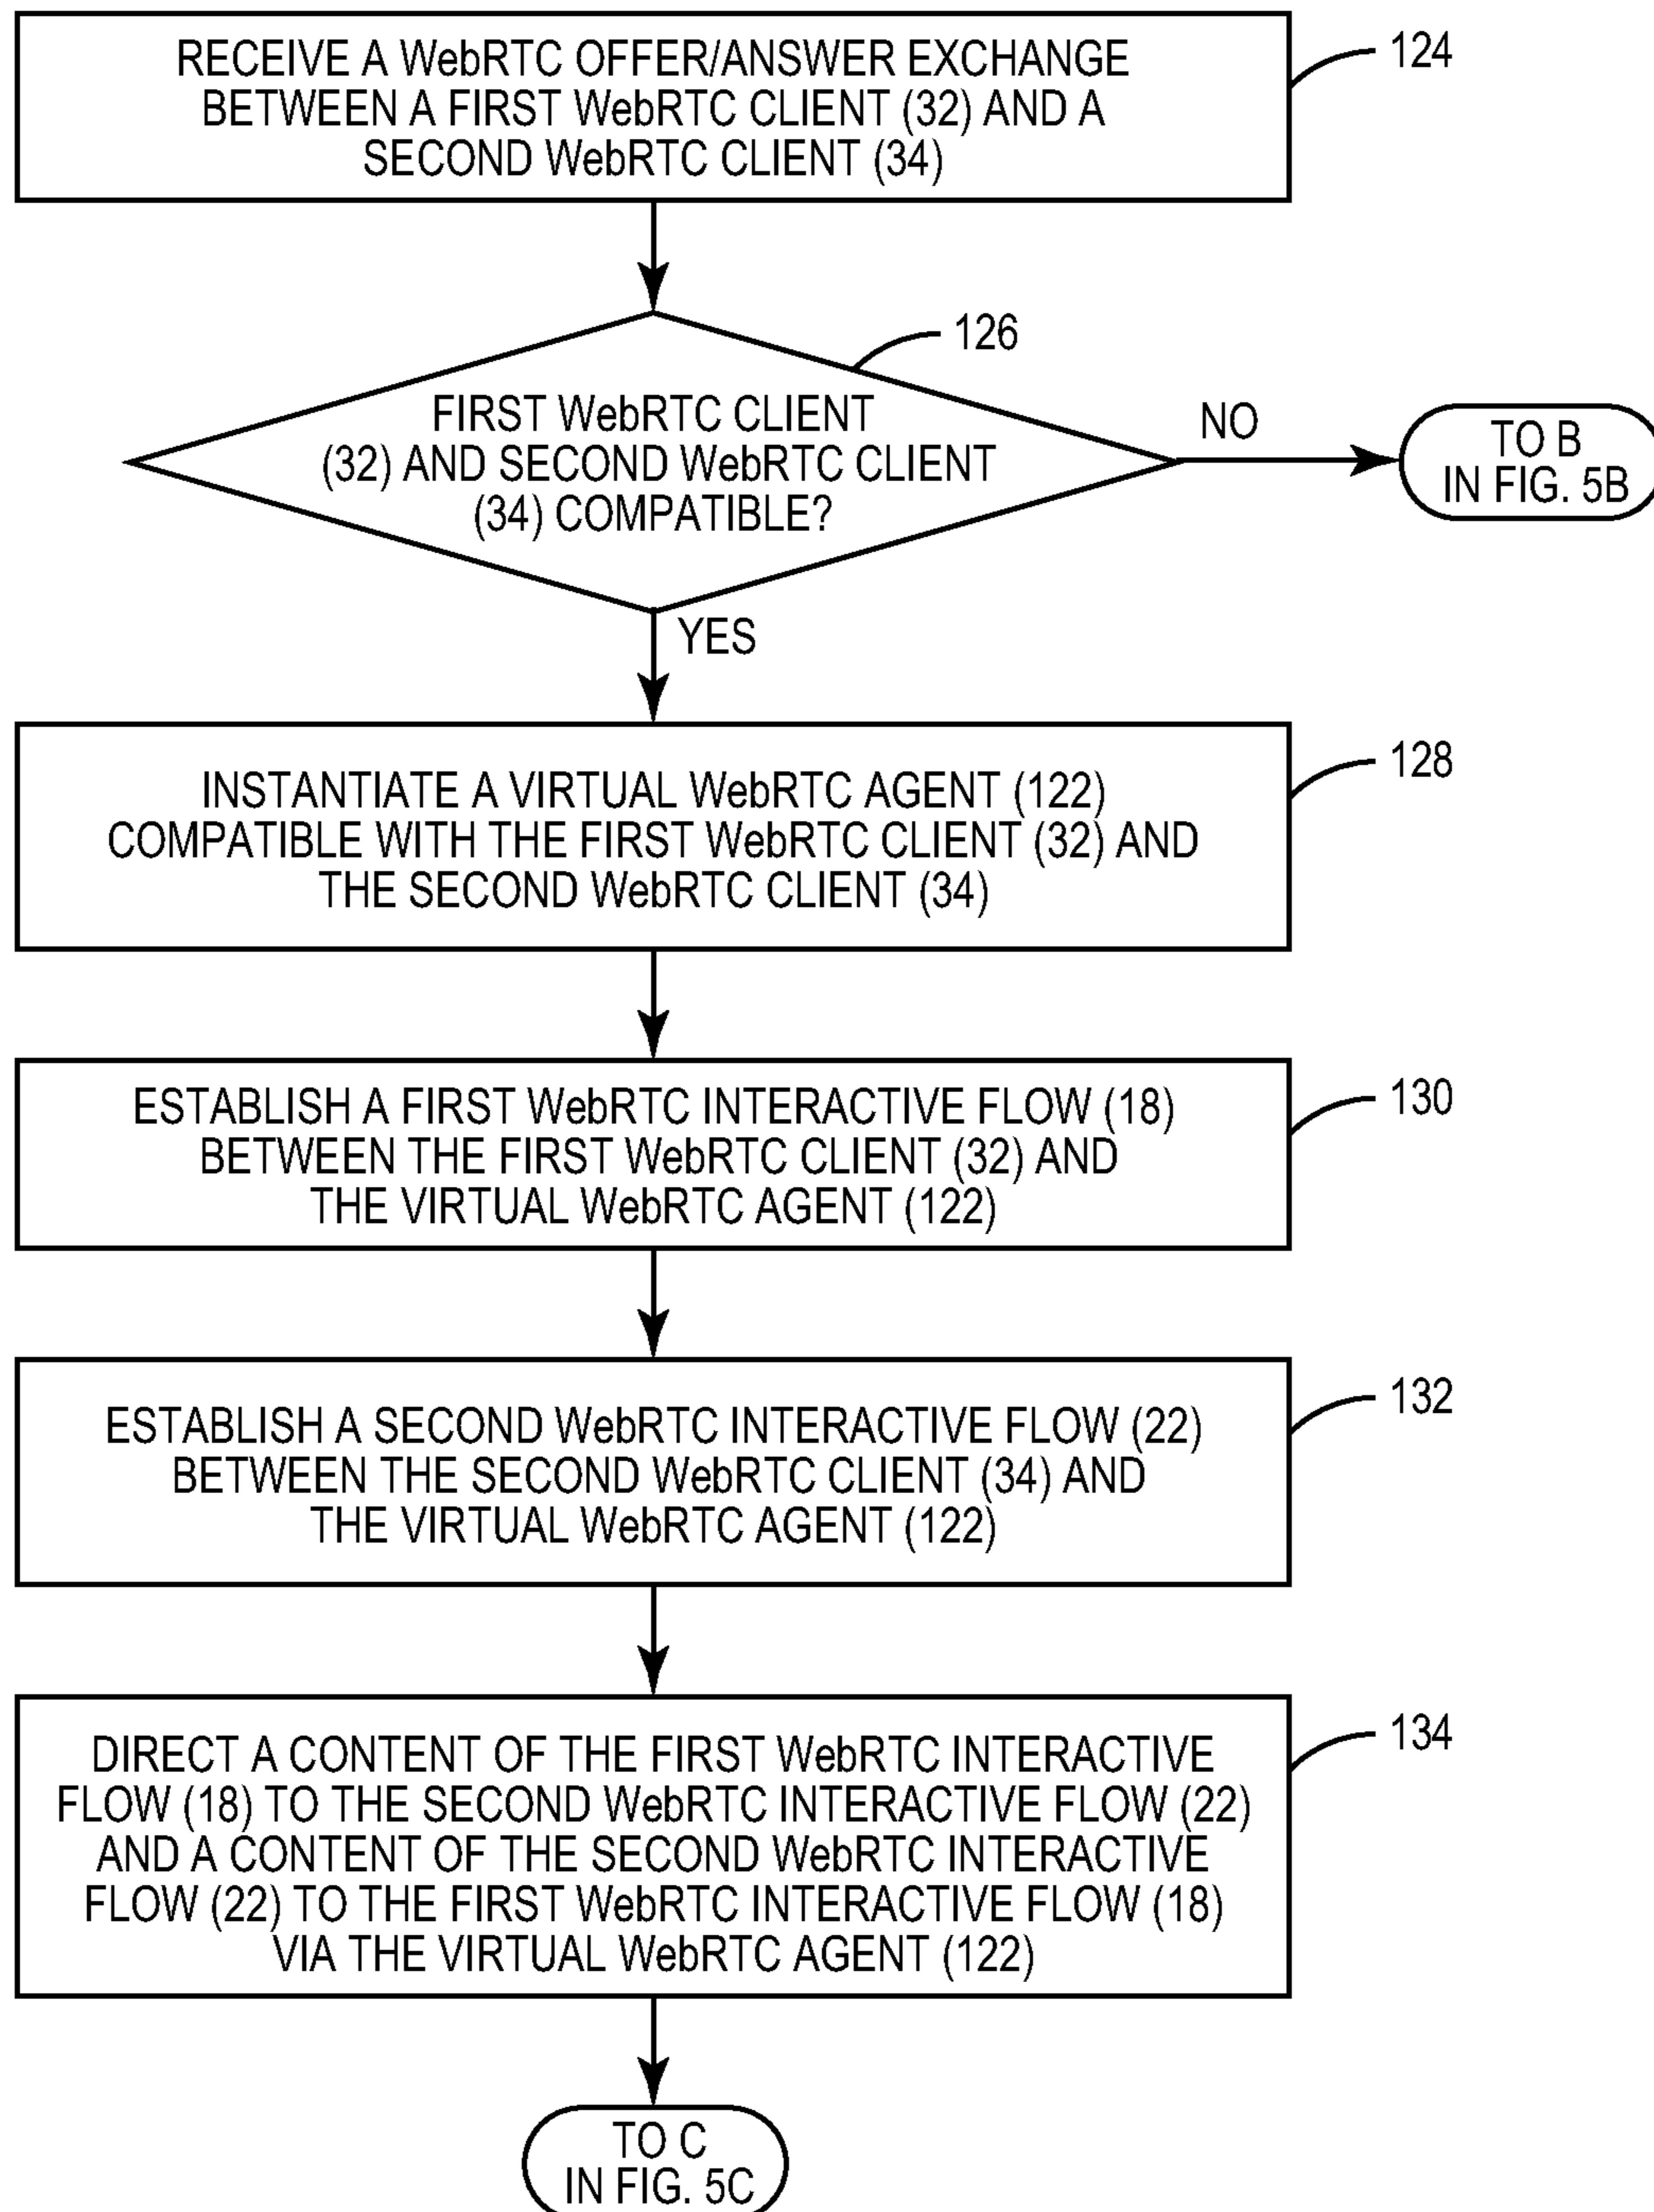 RECEIVE A WebRTC OFFER/ANSWER EXCHANGE
BETWEEN A FIRST WebRTC CLIENT (32) AND A
SECOND WebRTC CLIENT (34)
124
126
FIRST WebRTC CLIENT
(32) AND SECOND WebRTC CLIENT
(34) COMPATIBLE?
NO
TO B
IN FIG. 5B
YES
INSTANTIATE A VIRTUAL WebRTC AGENT (122)
COMPATIBLE WITH THE FIRST WebRTC CLIENT (32) AND
THE SECOND WebRTC CLIENT (34)
128
ESTABLISH A FIRST WebRTC INTERACTIVE FLOW (18)
BETWEEN THE FIRST WebRTC CLIENT (32) AND
THE VIRTUAL WebRTC AGENT (122)
130
ESTABLISH A SECOND WebRTC INTERACTIVE FLOW (22)
BETWEEN THE SECOND WebRTC CLIENT (34) AND
THE VIRTUAL WebRTC AGENT (122)
132
DIRECT A CONTENT OF THE FIRST WebRTC INTERACTIVE
FLOW (18) TO THE SECOND WebRTC INTERACTIVE FLOW (22)
AND A CONTENT OF THE SECOND WebRTC INTERACTIVE
FLOW (22) TO THE FIRST WebRTC INTERACTIVE FLOW (18)
VIA THE VIRTUAL WebRTC AGENT (122)
134
TO C
IN FIG. 5C